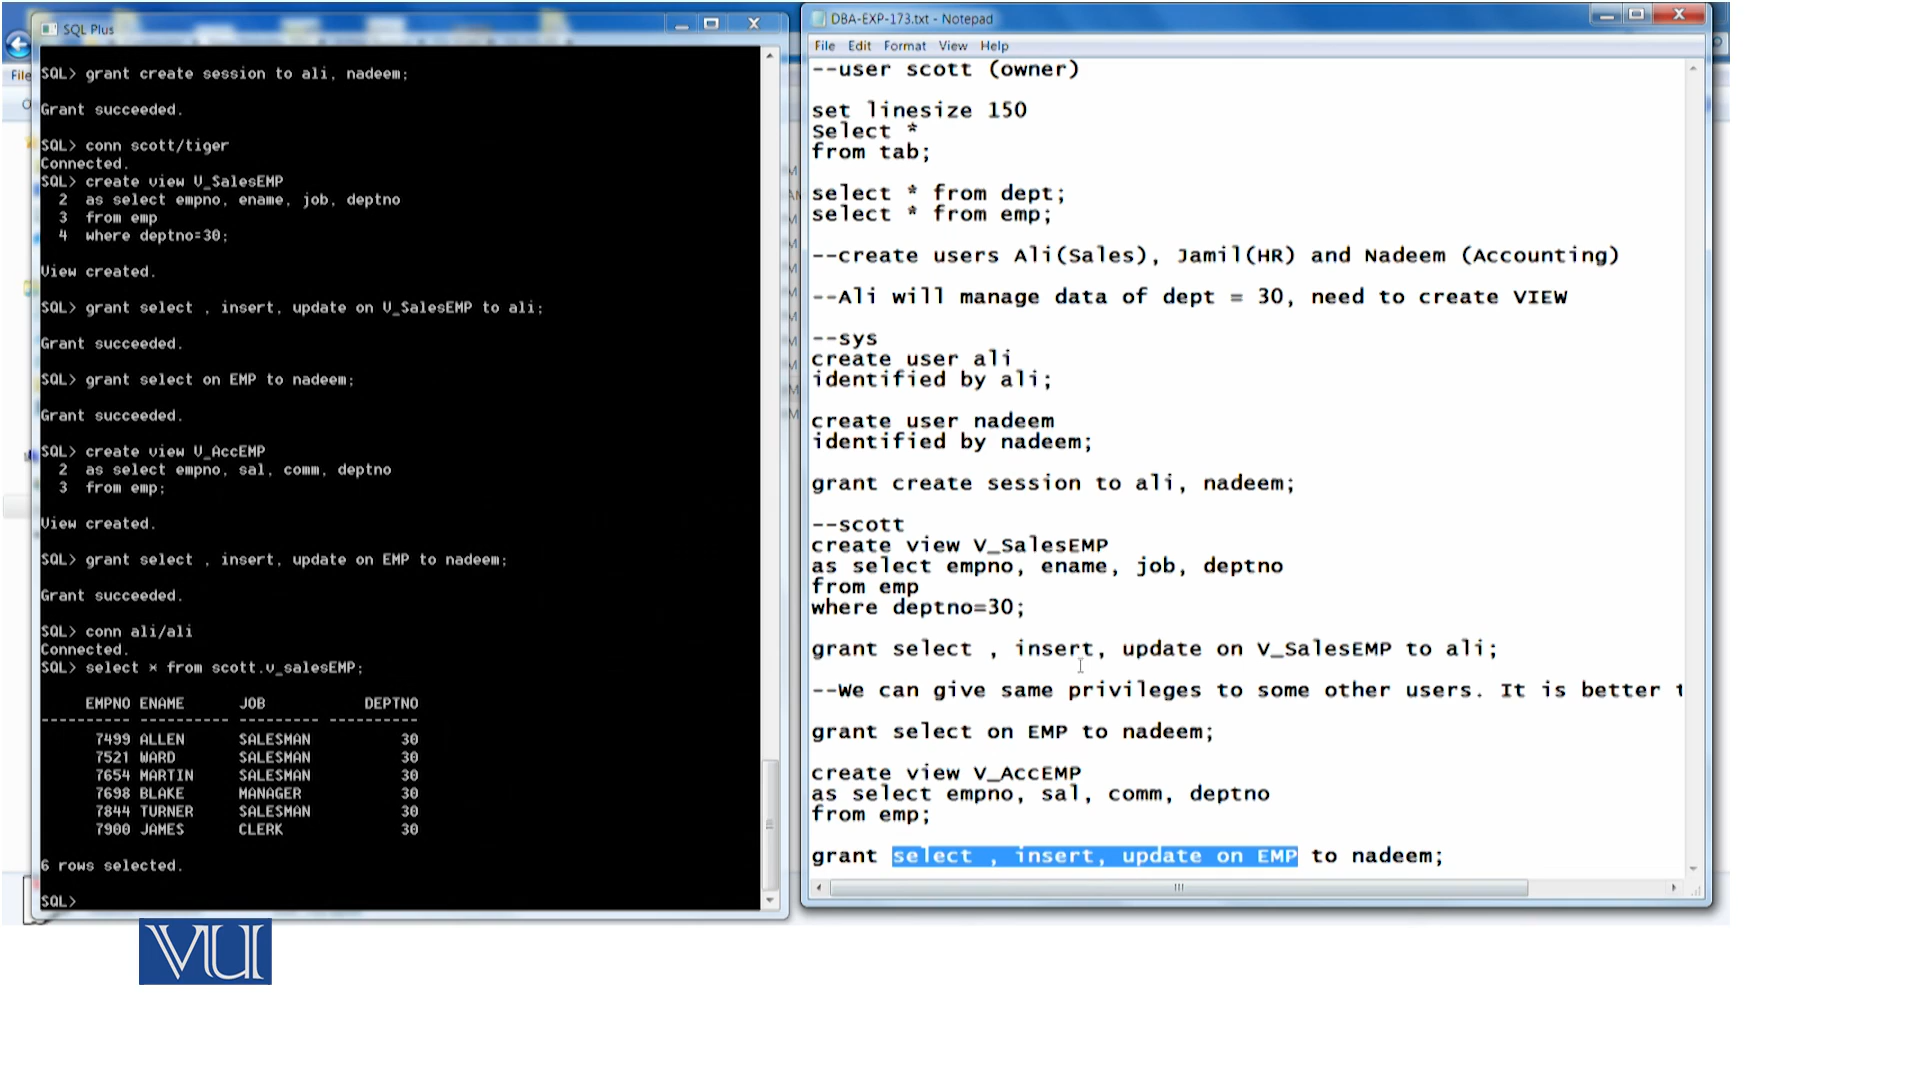 SQL Plus
SQL> grant create session to ali, nadeem;
Grant succeeded.
SQL> conn scott/tiger
Connected.
SQL> create view V_SalesEMP
2 as select empno, ename, job, deptno
3 from emp
4 where deptno=30;
View created.
SQL> grant select , insert, update on V_SalesEMP to ali;
Grant succeeded.
SQL> grant select on EMP to nadeem;
Grant succeeded.
SQL> create view V_AccEMP
2 as select empno, sal, comm, deptno
3 from emp;
View created.
SQL> grant select , insert, update on EMP to nadeem;
Grant succeeded.
SQL> conn ali/ali
Connected.
SQL> select * from scott.v_salesEMP;
EMPNO ENAME JOB DEPTNO
---------- ---------- --------- ----------
7499 ALLEN SALESMAN 30
7521 WARD SALESMAN 30
7654 MARTIN SALESMAN 30
7698 BLAKE MANAGER 30
7844 TURNER SALESMAN 30
7900 JAMES CLERK 30
6 rows selected.
SQL>
DBA-EXP-173.txt - Notepad
File Edit Format View Help
--user scott (owner)
set linesize 150
Select *
from tab;
select * from dept;
select * from emp;
--create users Ali(Sales), Jamil(HR) and Nadeem (Accounting)
--Ali will manage data of dept = 30, need to create VIEW
--sys
create user ali
identified by ali;
create user nadeem
identified by nadeem;
grant create session to ali, nadeem;
--scott
create view V_SalesEMP
as select empno, ename, job, deptno
from emp
where deptno=30;
grant select , insert, update on V_SalesEMP to ali;
--We can give same privileges to some other users. It is better
grant select on EMP to nadeem;
create view V_AccEMP
as select empno, sal, comm, deptno
from emp;
grant select , insert, update on EMP to nadeem;
VU